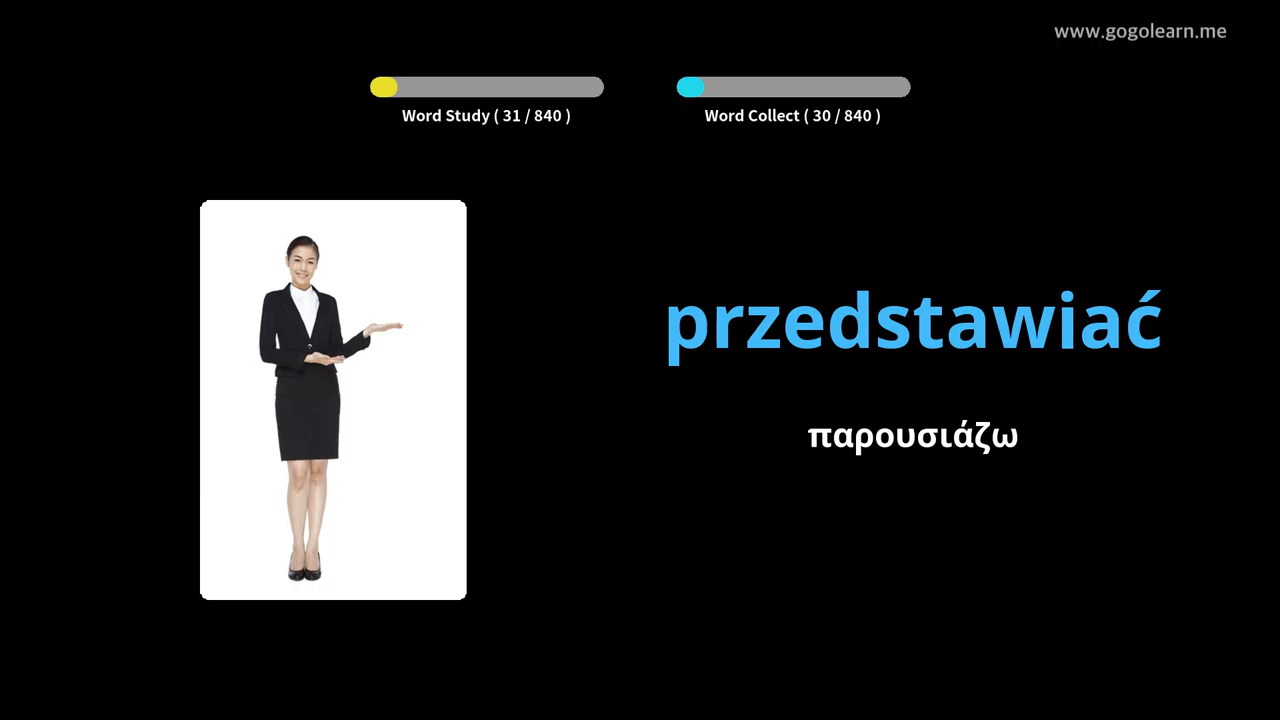 www.gogolearn.me
Word Study ( 31 / 840 )
Word Collect ( 30 / 840 )
przedstawiać
παρουσιάζω